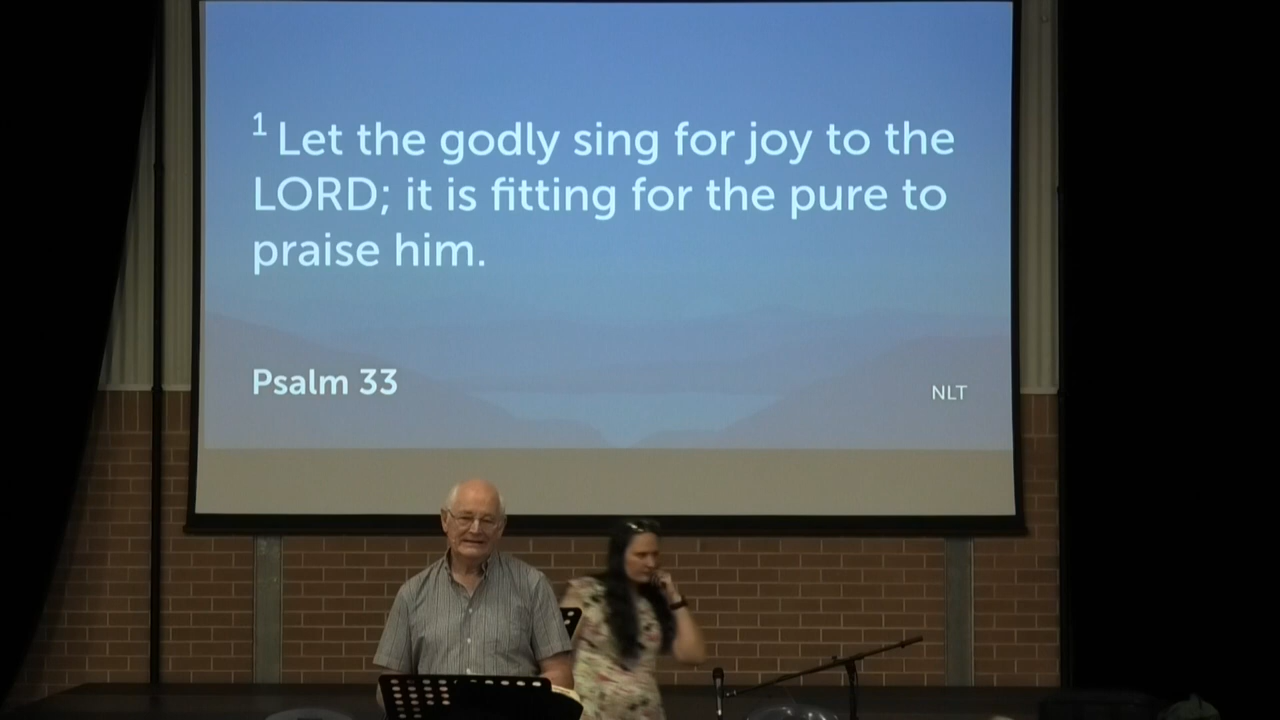 1 Let the godly sing for joy to the
LORD; it is fitting for the pure to
praise him.
Psalm 33
NLT